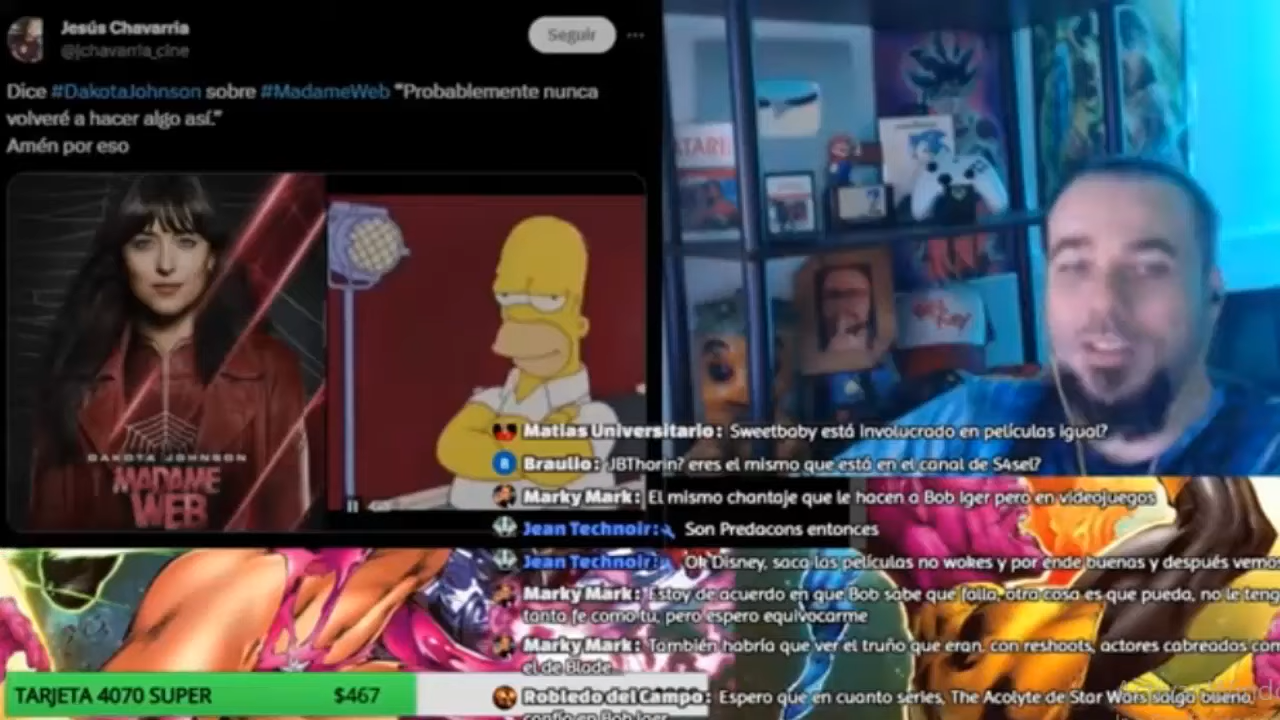 Jesús Chavarria
@jchavarria_cine
Seguir
Dice #DakotaJohnson sobre #MadameWeb “Probablemente nunca
volveré a hacer algo así.”
Amén por eso
DAKOTA JOHNSON
MADAME
WEB
ATARI
Matias Universitario: Sweetbaby está involucrado en películas igual?
B Braulio: JBThorin? eres el mismo que está en el canal de S4sel?
Marky Mark: El mismo chantaje que le hacen a Bob Iger pero en videojuegos
Jean Technoir: Son Predacons entonces
Jean Technoir: Ok Disney, saca las películas no wokes y por ende buenas y después vemo
Marky Mark: Estoy de acuerdo en que Bob sabe que falla, otra cosa es que pueda, no le teng
tanta fe como tu, pero espero equivocarme
Marky Mark: También habría que ver el truño que eran, con reshoots, actores cabreados com
el de Blade...
Robledo del Campo: Espero que en cuanto series, The Acolyte de Star Wars salga buena,
confío en Bob Iger
TARJETA 4070 SUPER $467